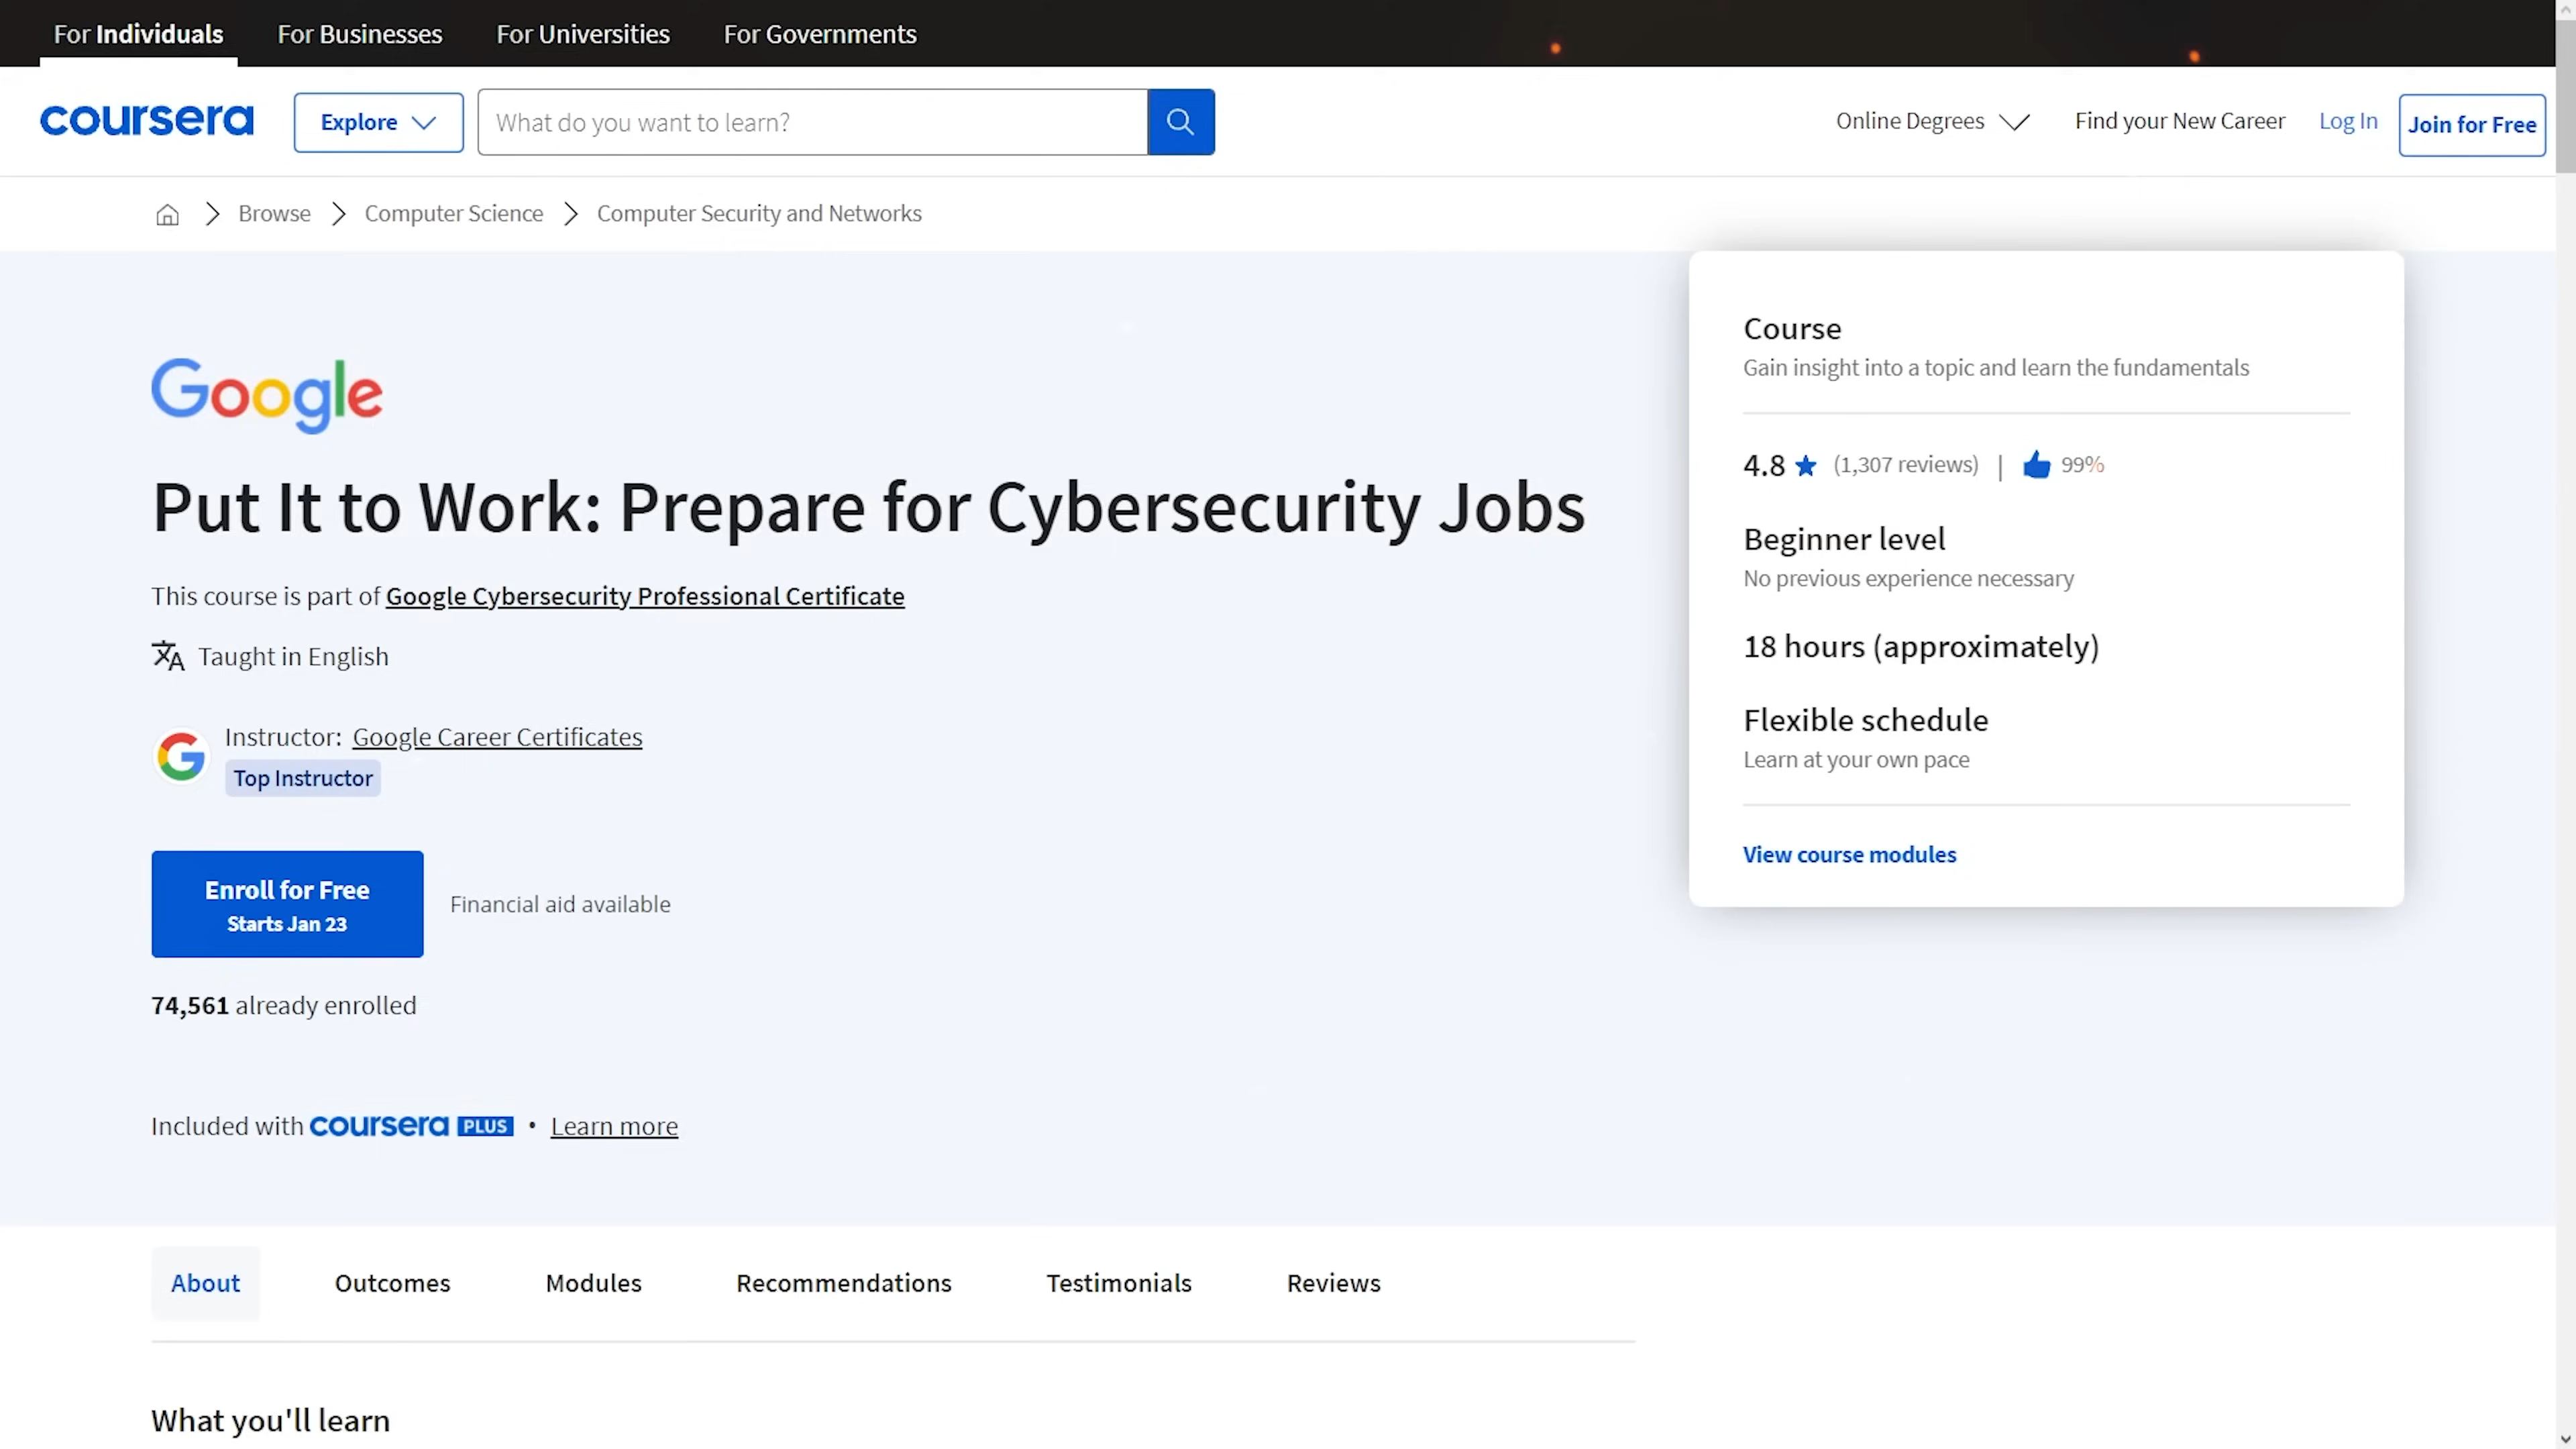 For Individuals For Businesses For Universities For Governments
coursera Explore What do you want to learn? Online Degrees Find your New Career Log In Join for Free
Browse Computer Science Computer Security and Networks
Google
Put It to Work: Prepare for Cybersecurity Jobs
This course is part of Google Cybersecurity Professional Certificate
Taught in English
Instructor: Google Career Certificates
Top Instructor
Enroll for Free
Starts Jan 23
Financial aid available
74,561 already enrolled
Included with coursera PLUS • Learn more
Course
Gain insight into a topic and learn the fundamentals
4.8 (1,307 reviews) | 99%
Beginner level
No previous experience necessary
18 hours (approximately)
Flexible schedule
Learn at your own pace
View course modules
About Outcomes Modules Recommendations Testimonials Reviews
What you'll learn